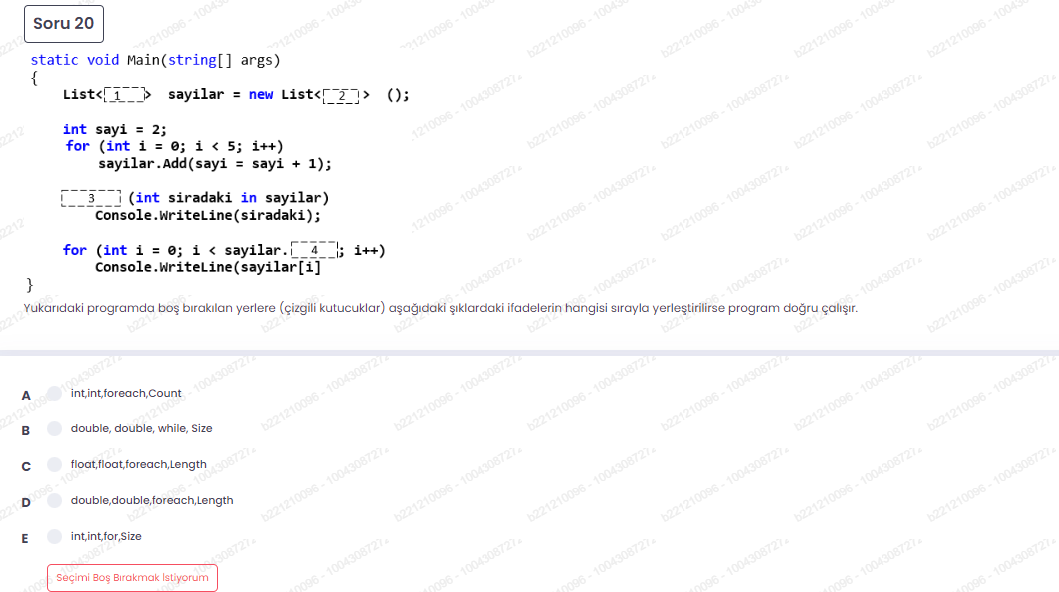 Soru 20
static void Main(string[] args)
{
List<1> sayilar = new List<2> ();
int sayi = 2;
for (int i = 0; i < 5; i++)
sayilar.Add(sayi = sayi + 1);
3 (int siradaki in sayilar)
Console.WriteLine(siradaki);
for (int i = 0; i < sayilar. 4 ; i++)
Console.WriteLine(sayilar[i]
}
Yukarıdaki programda boş bırakılan yerlere (çizgili kutucuklar) aşağıdaki şıklardaki ifadelerin hangisi sırayla yerleştirilirse program doğru çalışır.
A int,int,foreach,Count
B double, double, while, Size
C float,float,foreach,Length
D double,double,foreach,Length
E int,int,for,Size
Seçimi Boş Bırakmak İstiyorum